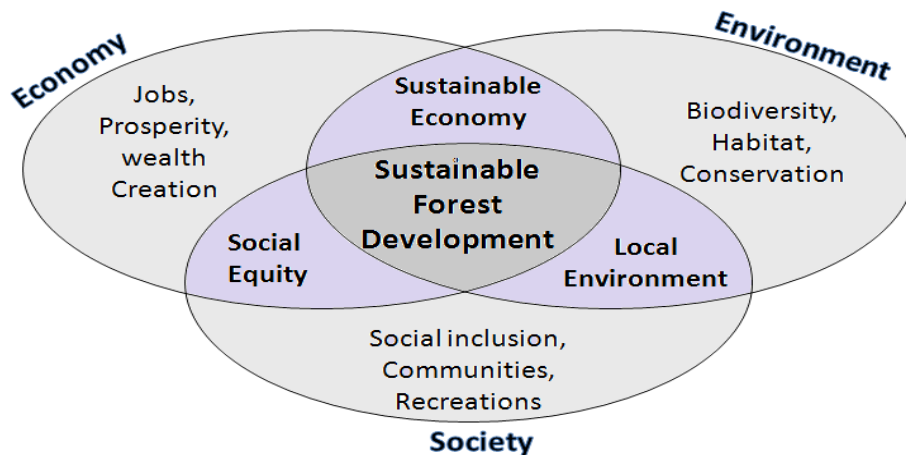 Economy
Environment
Jobs,
Prosperity,
wealth
Creation
Sustainable
Economy
Biodiversity,
Habitat,
Conservation
Sustainable
Forest
Development
Social
Equity
Local
Environment
Social inclusion,
Communities,
Recreations
Society